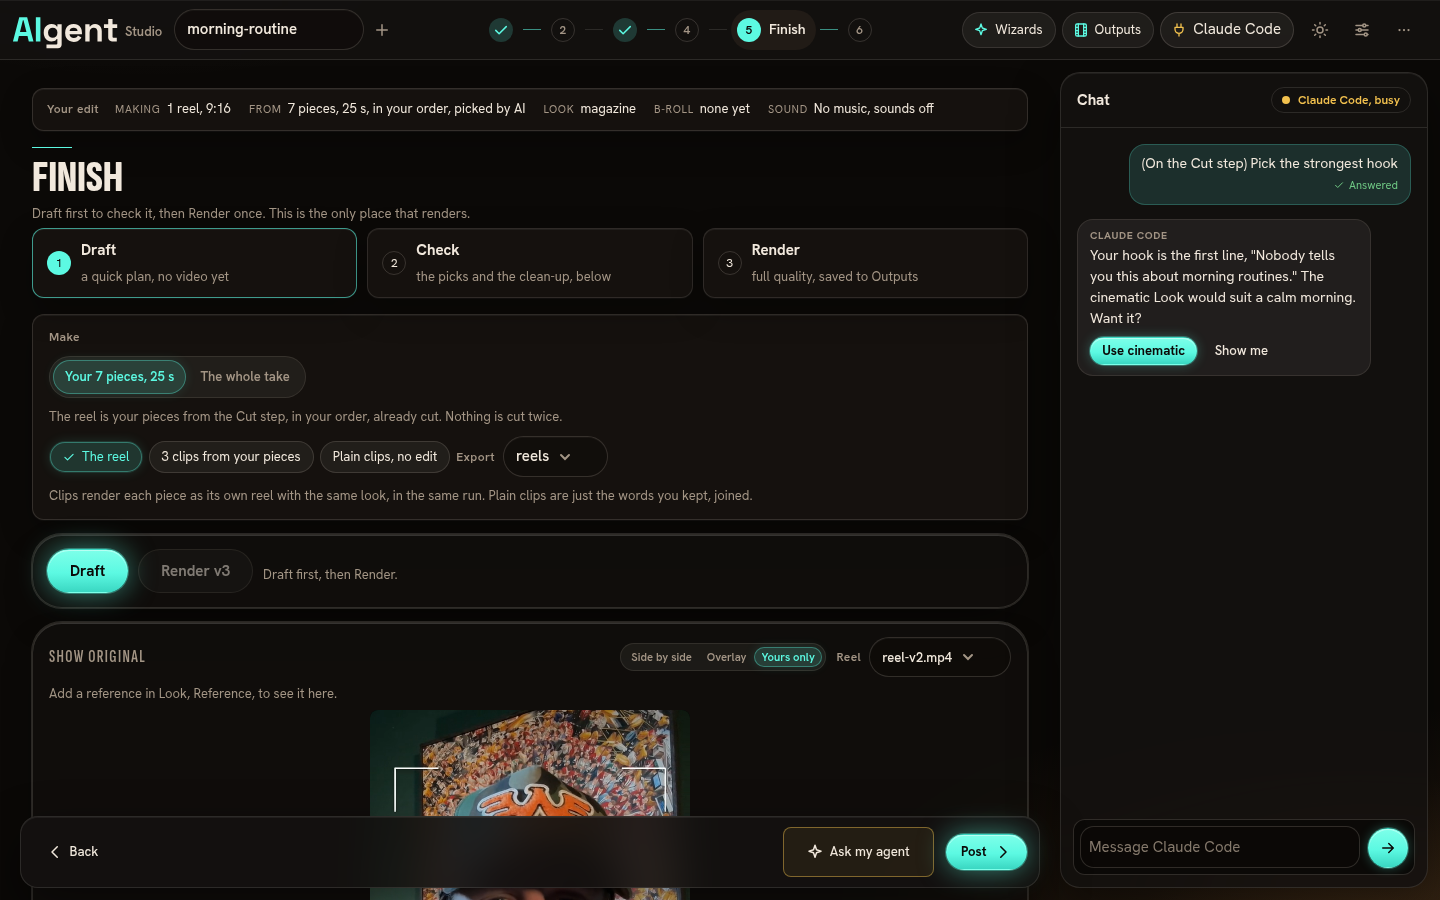 AIgent Studio
morning-routine
2
4
5 Finish
6
Wizards
Outputs
Claude Code
Your edit MAKING 1 reel, 9:16 FROM 7 pieces, 25 s, in your order, picked by AI LOOK magazine B-ROLL none yet SOUND No music, sounds off
FINISH
Draft first to check it, then Render once. This is the only place that renders.
1 Draft
a quick plan, no video yet
2 Check
the picks and the clean-up, below
3 Render
full quality, saved to Outputs
Make
Your 7 pieces, 25 s
The whole take
The reel is your pieces from the Cut step, in your order, already cut. Nothing is cut twice.
The reel
3 clips from your pieces
Plain clips, no edit
Export
reels
Clips render each piece as its own reel with the same look, in the same run. Plain clips are just the words you kept, joined.
Draft
Render v3
Draft first, then Render.
SHOW ORIGINAL
Side by side
Overlay
Yours only
Reel
reel-v2.mp4
Add a reference in Look, Reference, to see it here.
Back
Ask my agent
Post
Chat
Claude Code, busy
(On the Cut step) Pick the strongest hook
Answered
CLAUDE CODE
Your hook is the first line, "Nobody tells
you this about morning routines." The
cinematic Look would suit a calm morning.
Want it?
Use cinematic
Show me
Message Claude Code